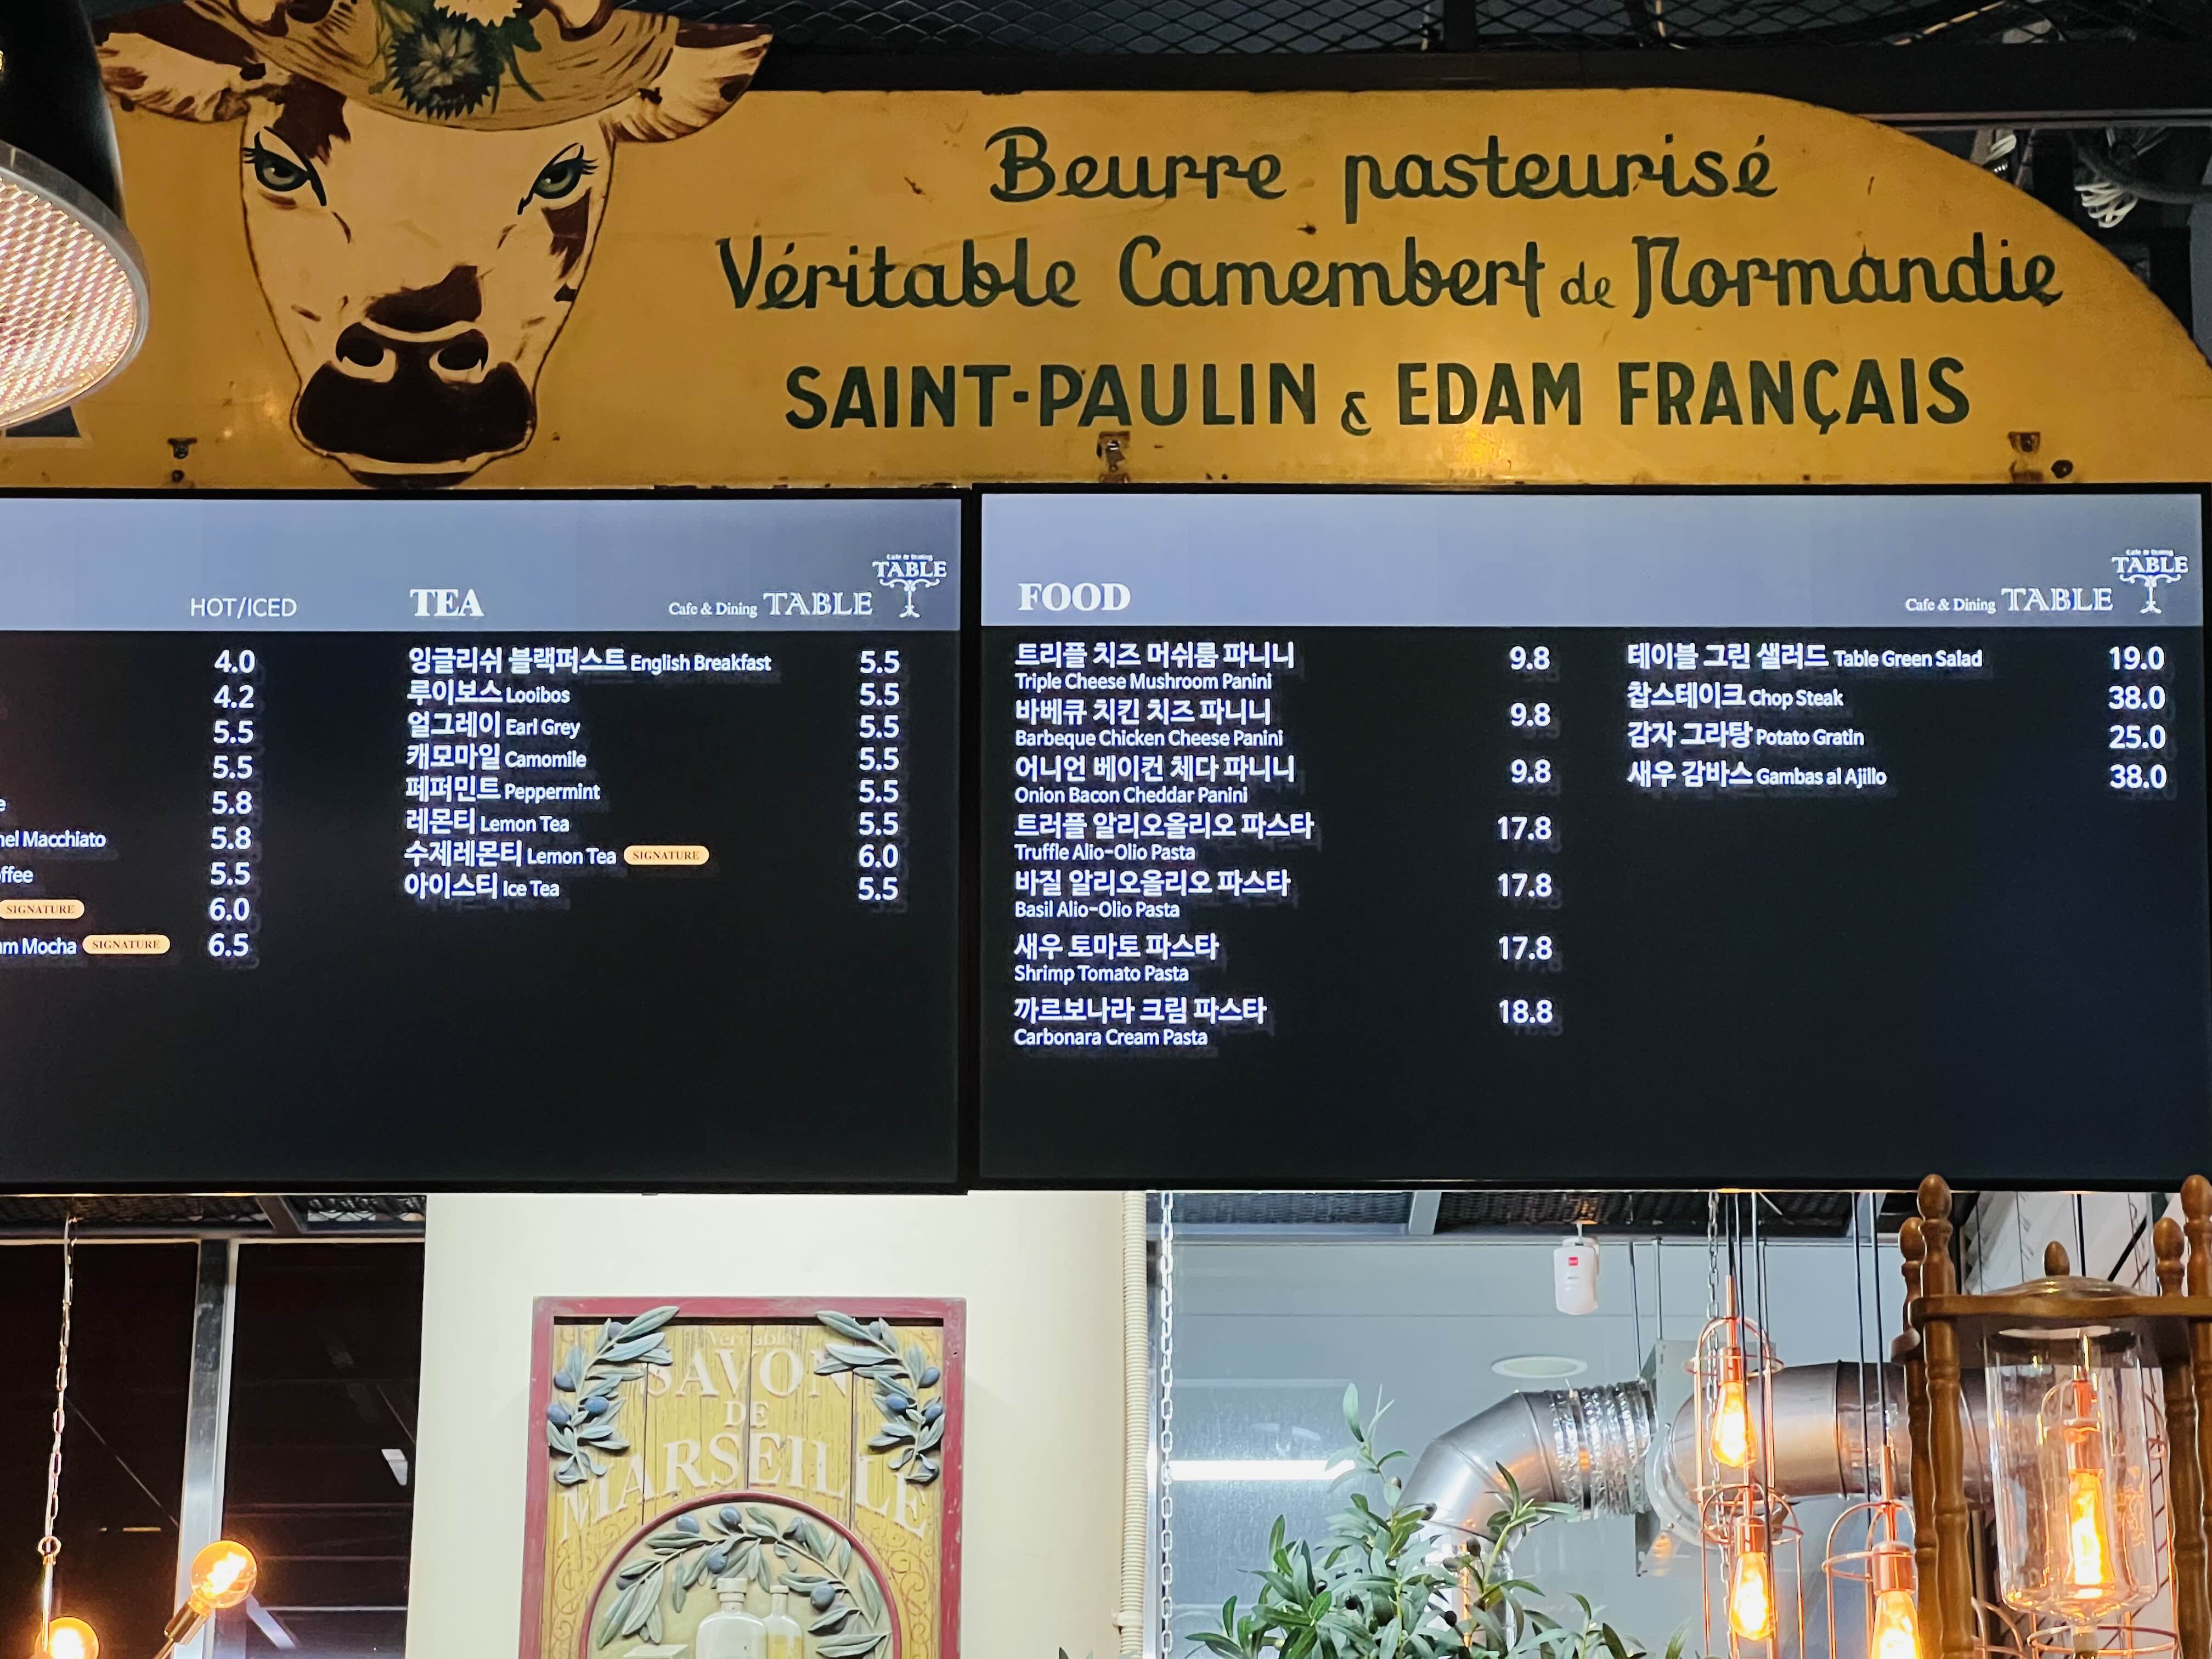 Beurre pasteurisé
Véritable Camembert de Normandie
SAINT-PAULIN & EDAM FRANÇAIS
HOT/ICED
4.0
4.2
5.5
5.5
5.8
Macchiato 5.8
5.5
SIGNATURE 6.0
Mocha SIGNATURE 6.5
TEA
Cafe & Dining TABLE
Cafe & Dining
TABLE
잉글리쉬 블랙퍼스트 English Breakfast 5.5
루이보스 Looibos 5.5
얼그레이 Earl Grey 5.5
캐모마일 Camomile 5.5
페퍼민트 Peppermint 5.5
레몬티 Lemon Tea 5.5
수제레몬티 Lemon Tea SIGNATURE 6.0
아이스티 Ice Tea 5.5
FOOD
Cafe & Dining TABLE
Cafe & Dining
TABLE
트리플 치즈 머쉬룸 파니니 9.8
Triple Cheese Mushroom Panini
바베큐 치킨 치즈 파니니 9.8
Barbeque Chicken Cheese Panini
어니언 베이컨 체다 파니니 9.8
Onion Bacon Cheddar Panini
트러플 알리오올리오 파스타 17.8
Truffle Alio-Olio Pasta
바질 알리오올리오 파스타 17.8
Basil Alio-Olio Pasta
새우 토마토 파스타 17.8
Shrimp Tomato Pasta
까르보나라 크림 파스타 18.8
Carbonara Cream Pasta
테이블 그린 샐러드 Table Green Salad 19.0
찹스테이크 Chop Steak 38.0
감자 그라탕 Potato Gratin 25.0
새우 감바스 Gambas al Ajillo 38.0
Véritable
SAVON
DE
MARSEILLE